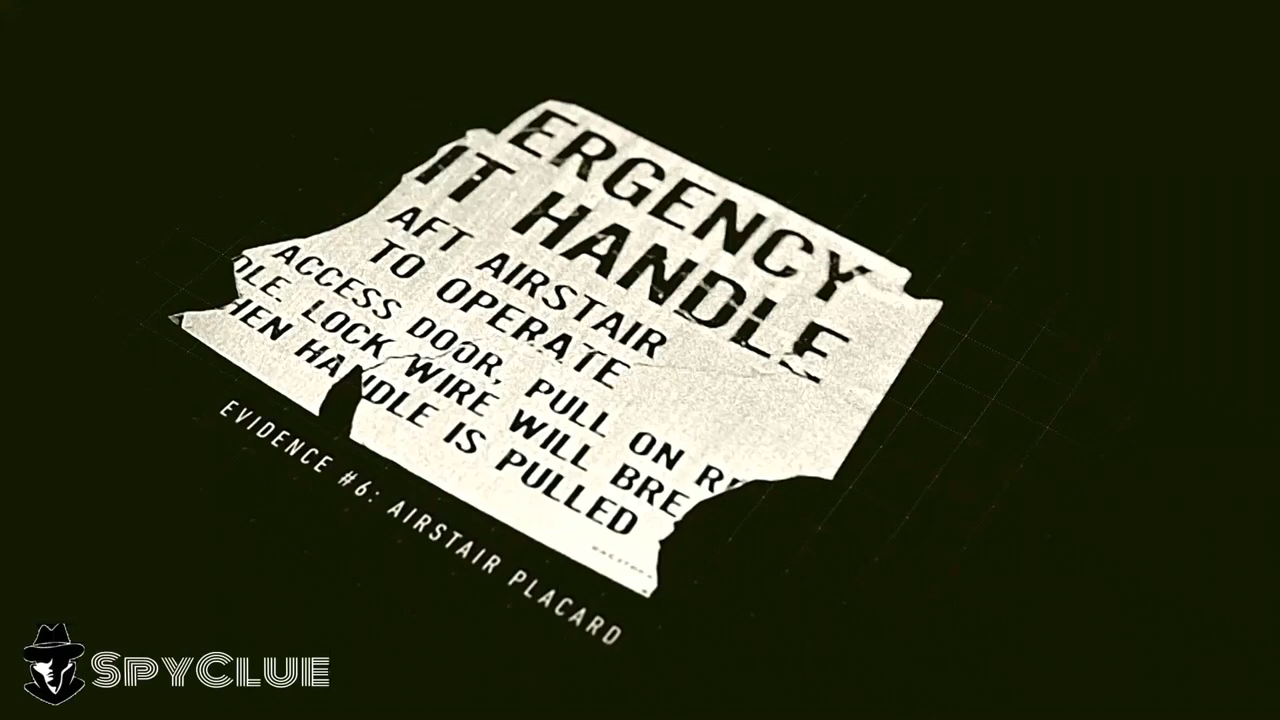 ERGENCY
IT HANDLE
AFT AIRSTAIR
TO OPERATE
ACCESS DOOR, PULL ON
DLE. LOCK WIRE WILL BRE
HEN HANDLE IS PULLED
EVIDENCE #6: AIRSTAIR PLACARD
SPYCLUE